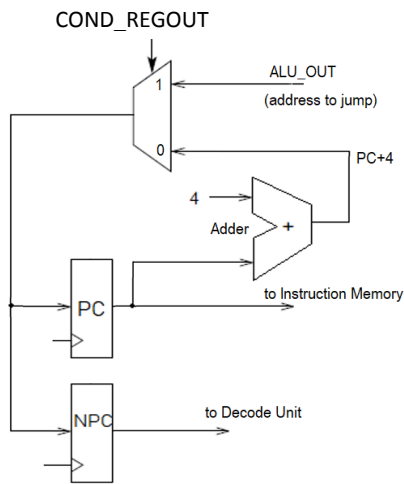 COND_REGOUT
1
ALU_OUT
(address to jump)
0
PC+4
4
Adder
+
to Instruction Memory
PC
to Decode Unit
NPC